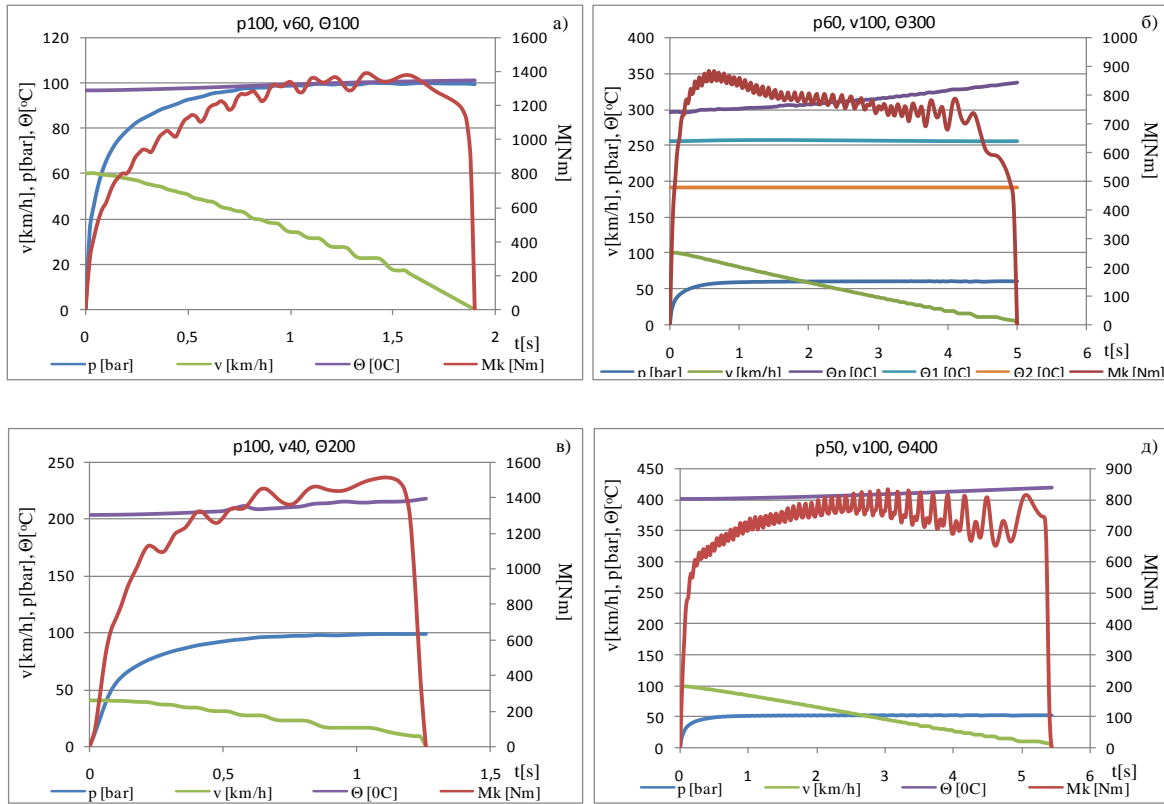 p100, v60, Θ100
а)
v[km/h], p[bar], Θ[°C]
120
100
80
60
40
20
0
M[Nm]
1600
1400
1200
1000
800
600
400
200
0
0
0,5
1
1,5
2
t[s]
p [bar]
v [km/h]
Θ [0C]
Mk [Nm]
p60, v100, Θ300
б)
v[km/h], p[bar], Θ[°C]
400
350
300
250
200
150
100
50
0
M[Nm]
1000
900
800
700
600
500
400
300
200
100
0
0
1
2
3
4
5
6
t[s]
p [bar]
v [km/h]
Θp [0C]
Θ1 [0C]
Θ2 [0C]
Mk [Nm]
p100, v40, Θ200
в)
v[km/h], p[bar], Θ[°C]
250
200
150
100
50
0
M[Nm]
1600
1400
1200
1000
800
600
400
200
0
0
0,5
1
1,5
t[s]
p [bar]
v [km/h]
Θ [0C]
Mk [Nm]
p50, v100, Θ400
д)
v[km/h], p[bar], Θ[°C]
450
400
350
300
250
200
150
100
50
0
M[Nm]
900
800
700
600
500
400
300
200
100
0
0
1
2
3
4
5
6
t[s]
p [bar]
v [km/h]
Θ [0C]
Mk [Nm]